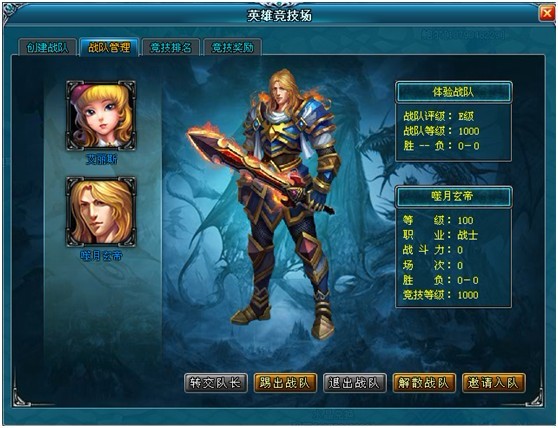 英雄竞技场
创建战队 战队管理 竞技排名 竞技奖励
艾丽斯
噬月玄帝
体验战队
战队评级：E级
战队等级：1000
胜 -- 负：0-0
噬月玄帝
等 级：100
职 业：战士
战 斗 力：0
场 次：0
胜 负：0-0
竞技等级：1000
转交队长 踢出战队 退出战队 解散战队 邀请入队